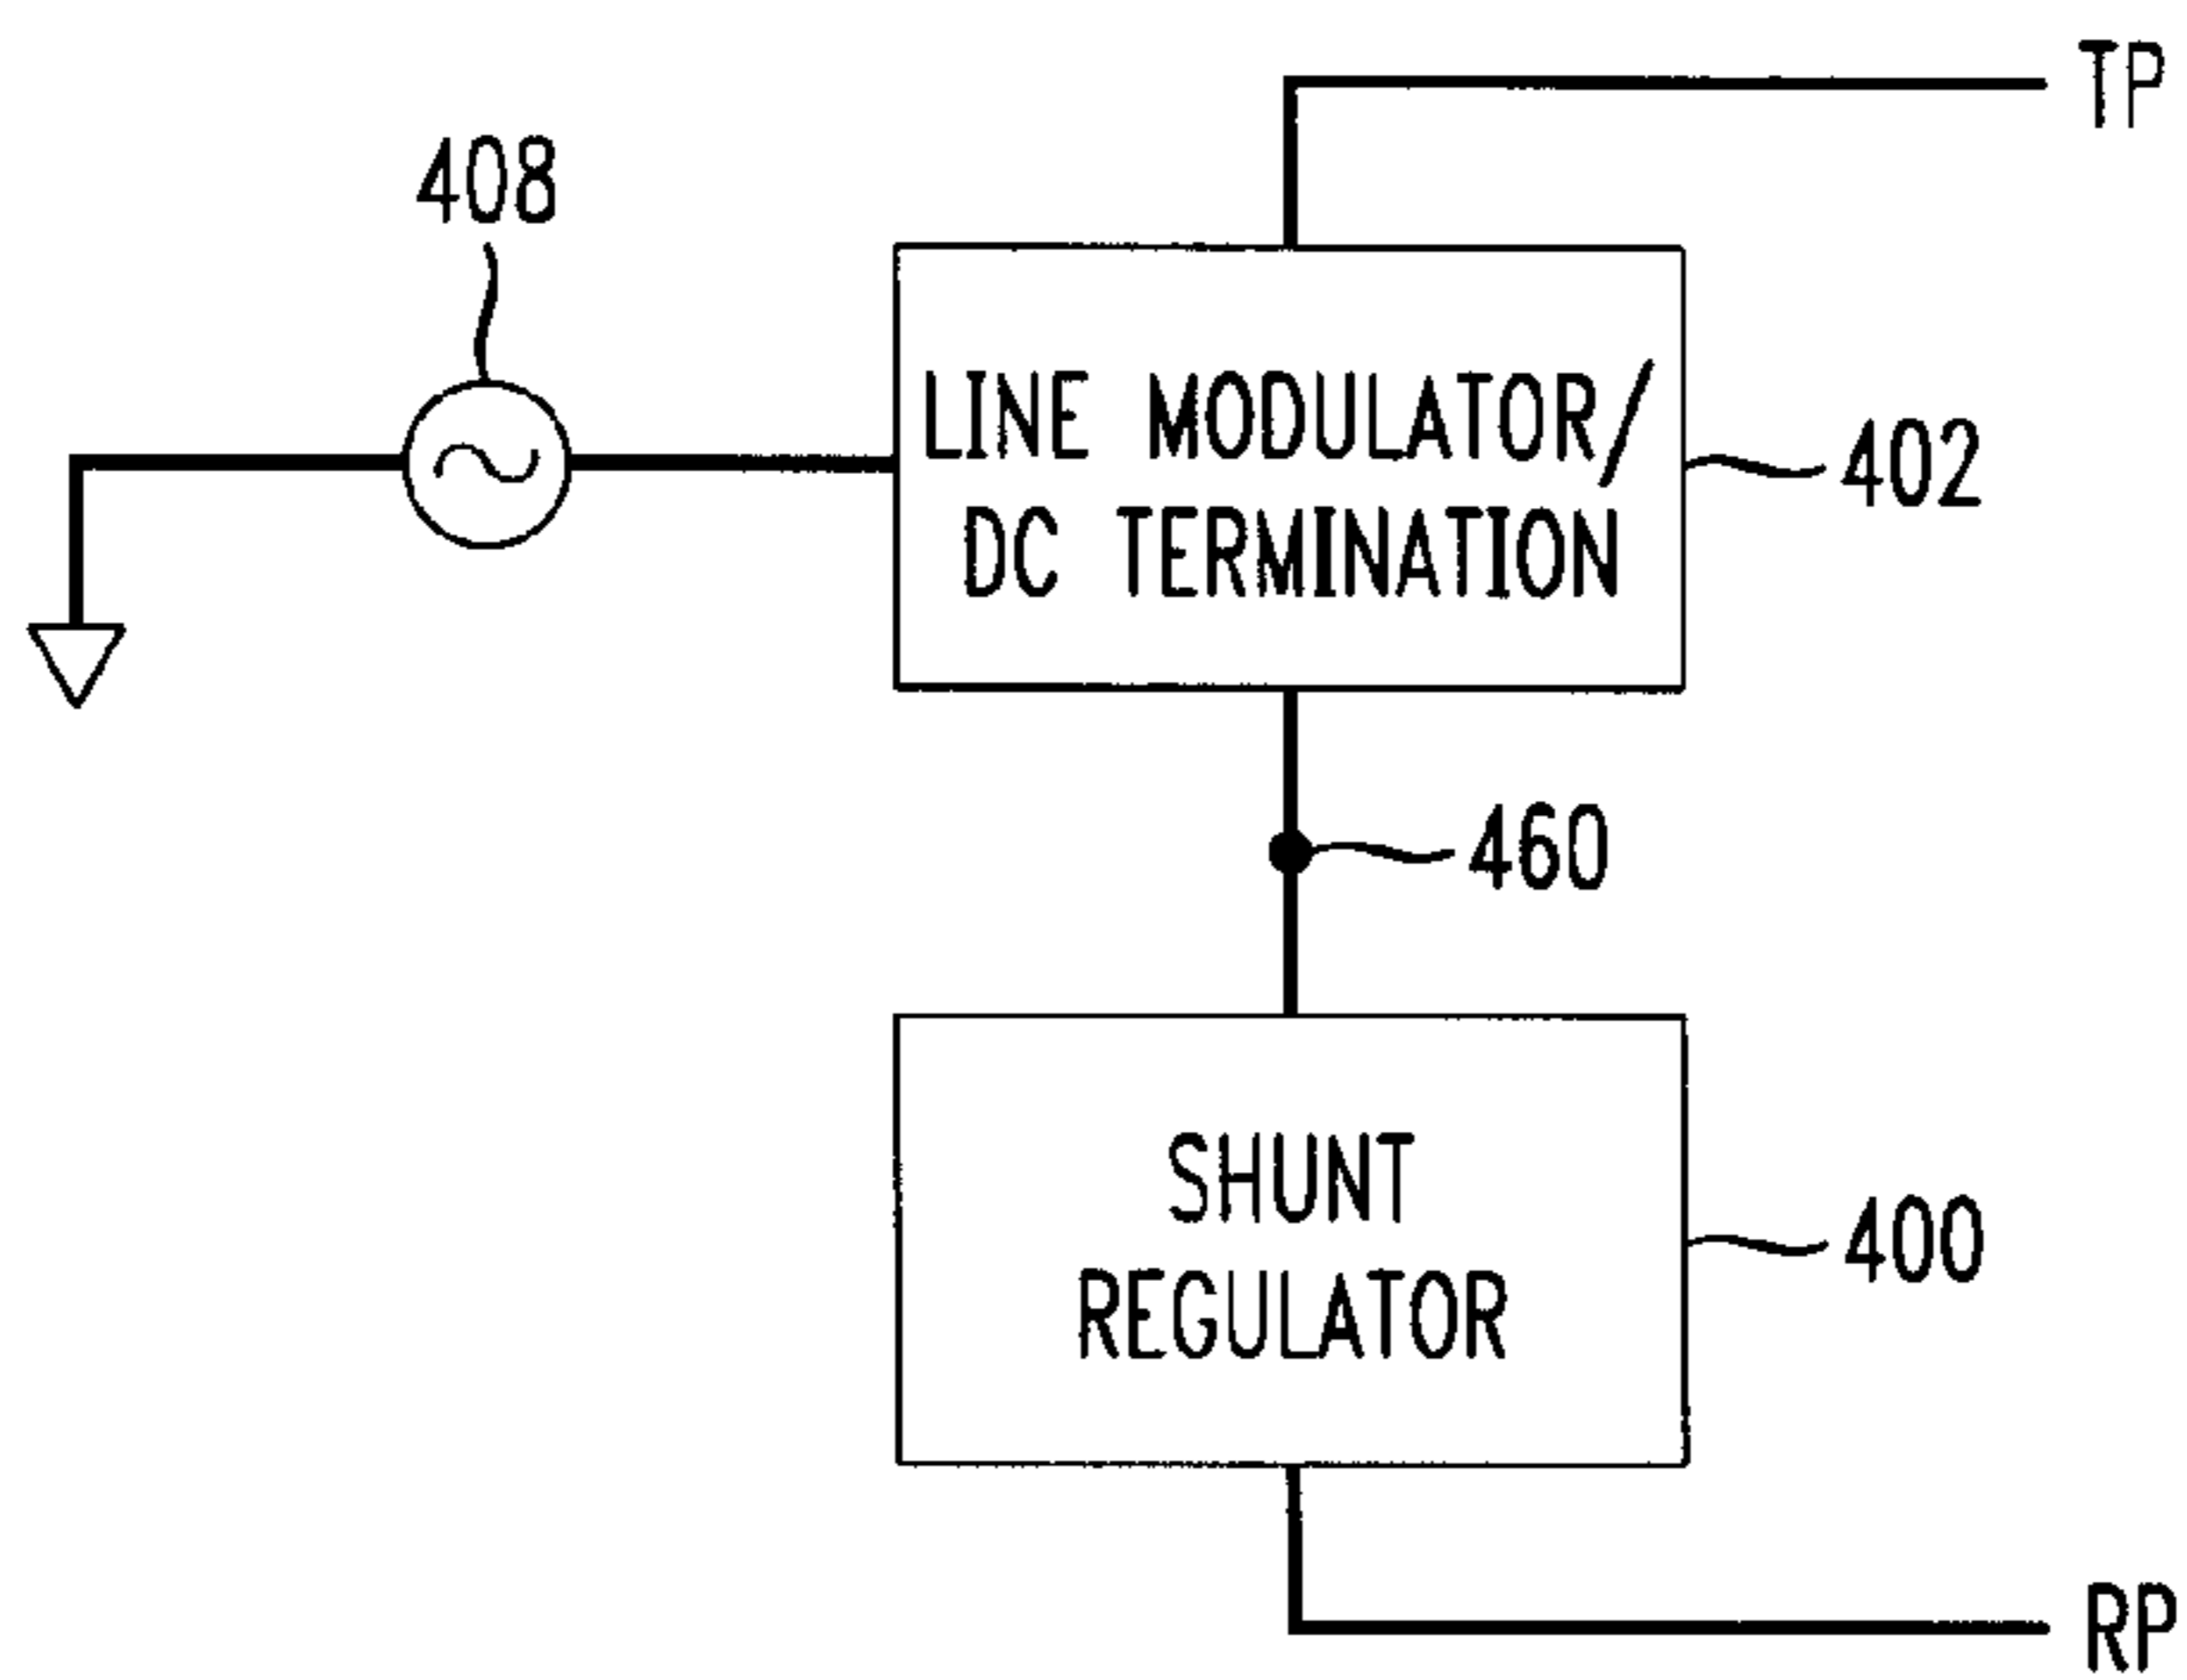 TP
408
LINE MODULATOR/
DC TERMINATION
402
460
SHUNT
REGULATOR
400
RP